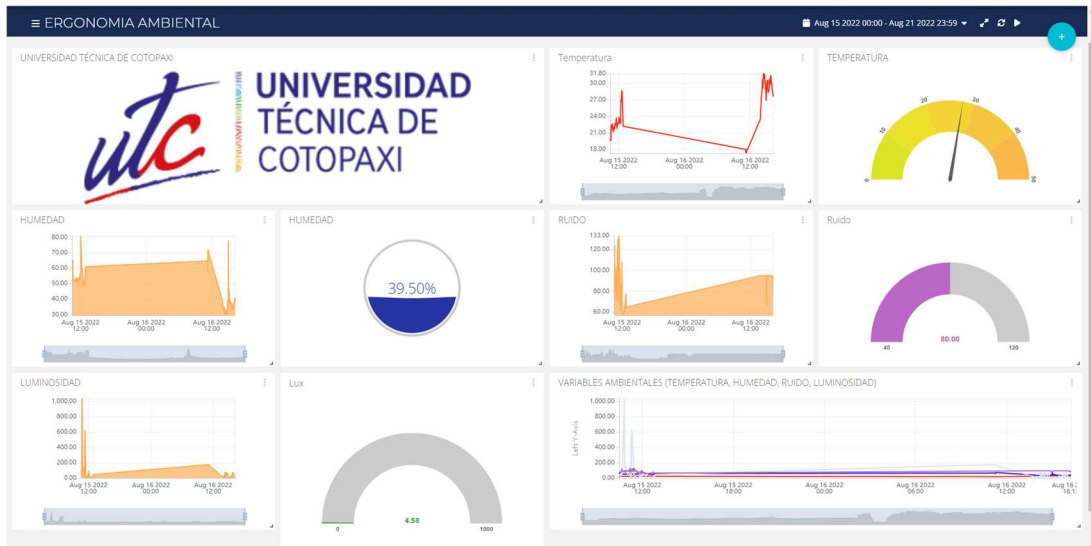 ERGONOMIA AMBIENTAL
Aug 15 2022 00:00 - Aug 21 2022 23:59
+
UNIVERSIDAD TÉCNICA DE COTOPAXI
utc
UNIVERSIDAD
TÉCNICA DE
COTOPAXI
Temperatura
31.80
30.00
27.00
24.00
21.00
18.00
Aug 15 2022 Aug 16 2022 Aug 16 2022
12:00 00:00 12:00
TEMPERATURA
0
10
20
30
40
50
HUMEDAD
80.00
70.00
60.00
50.00
40.00
30.00
Aug 15 2022 Aug 16 2022 Aug 16 2022
12:00 00:00 12:00
HUMEDAD
39.50%
RUIDO
133.00
120.00
100.00
80.00
60.00
Aug 15 2022 Aug 16 2022 Aug 16 2022
12:00 00:00 12:00
Ruido
80.00
40 120
LUMINOSIDAD
1,000.00
800.00
600.00
400.00
200.00
0.00
Aug 15 2022 Aug 16 2022 Aug 16 2022
12:00 00:00 12:00
Lux
4.58
0 1000
VARIABLES AMBIENTALES (TEMPERATURA, HUMEDAD, RUIDO, LUMINOSIDAD)
Left Y-Axis
1,000.00
800.00
600.00
400.00
200.00
0.00
Aug 15 2022 Aug 15 2022 Aug 16 2022 Aug 16 2022 Aug 16 2022
12:00 18:00 00:00 06:00 12:00